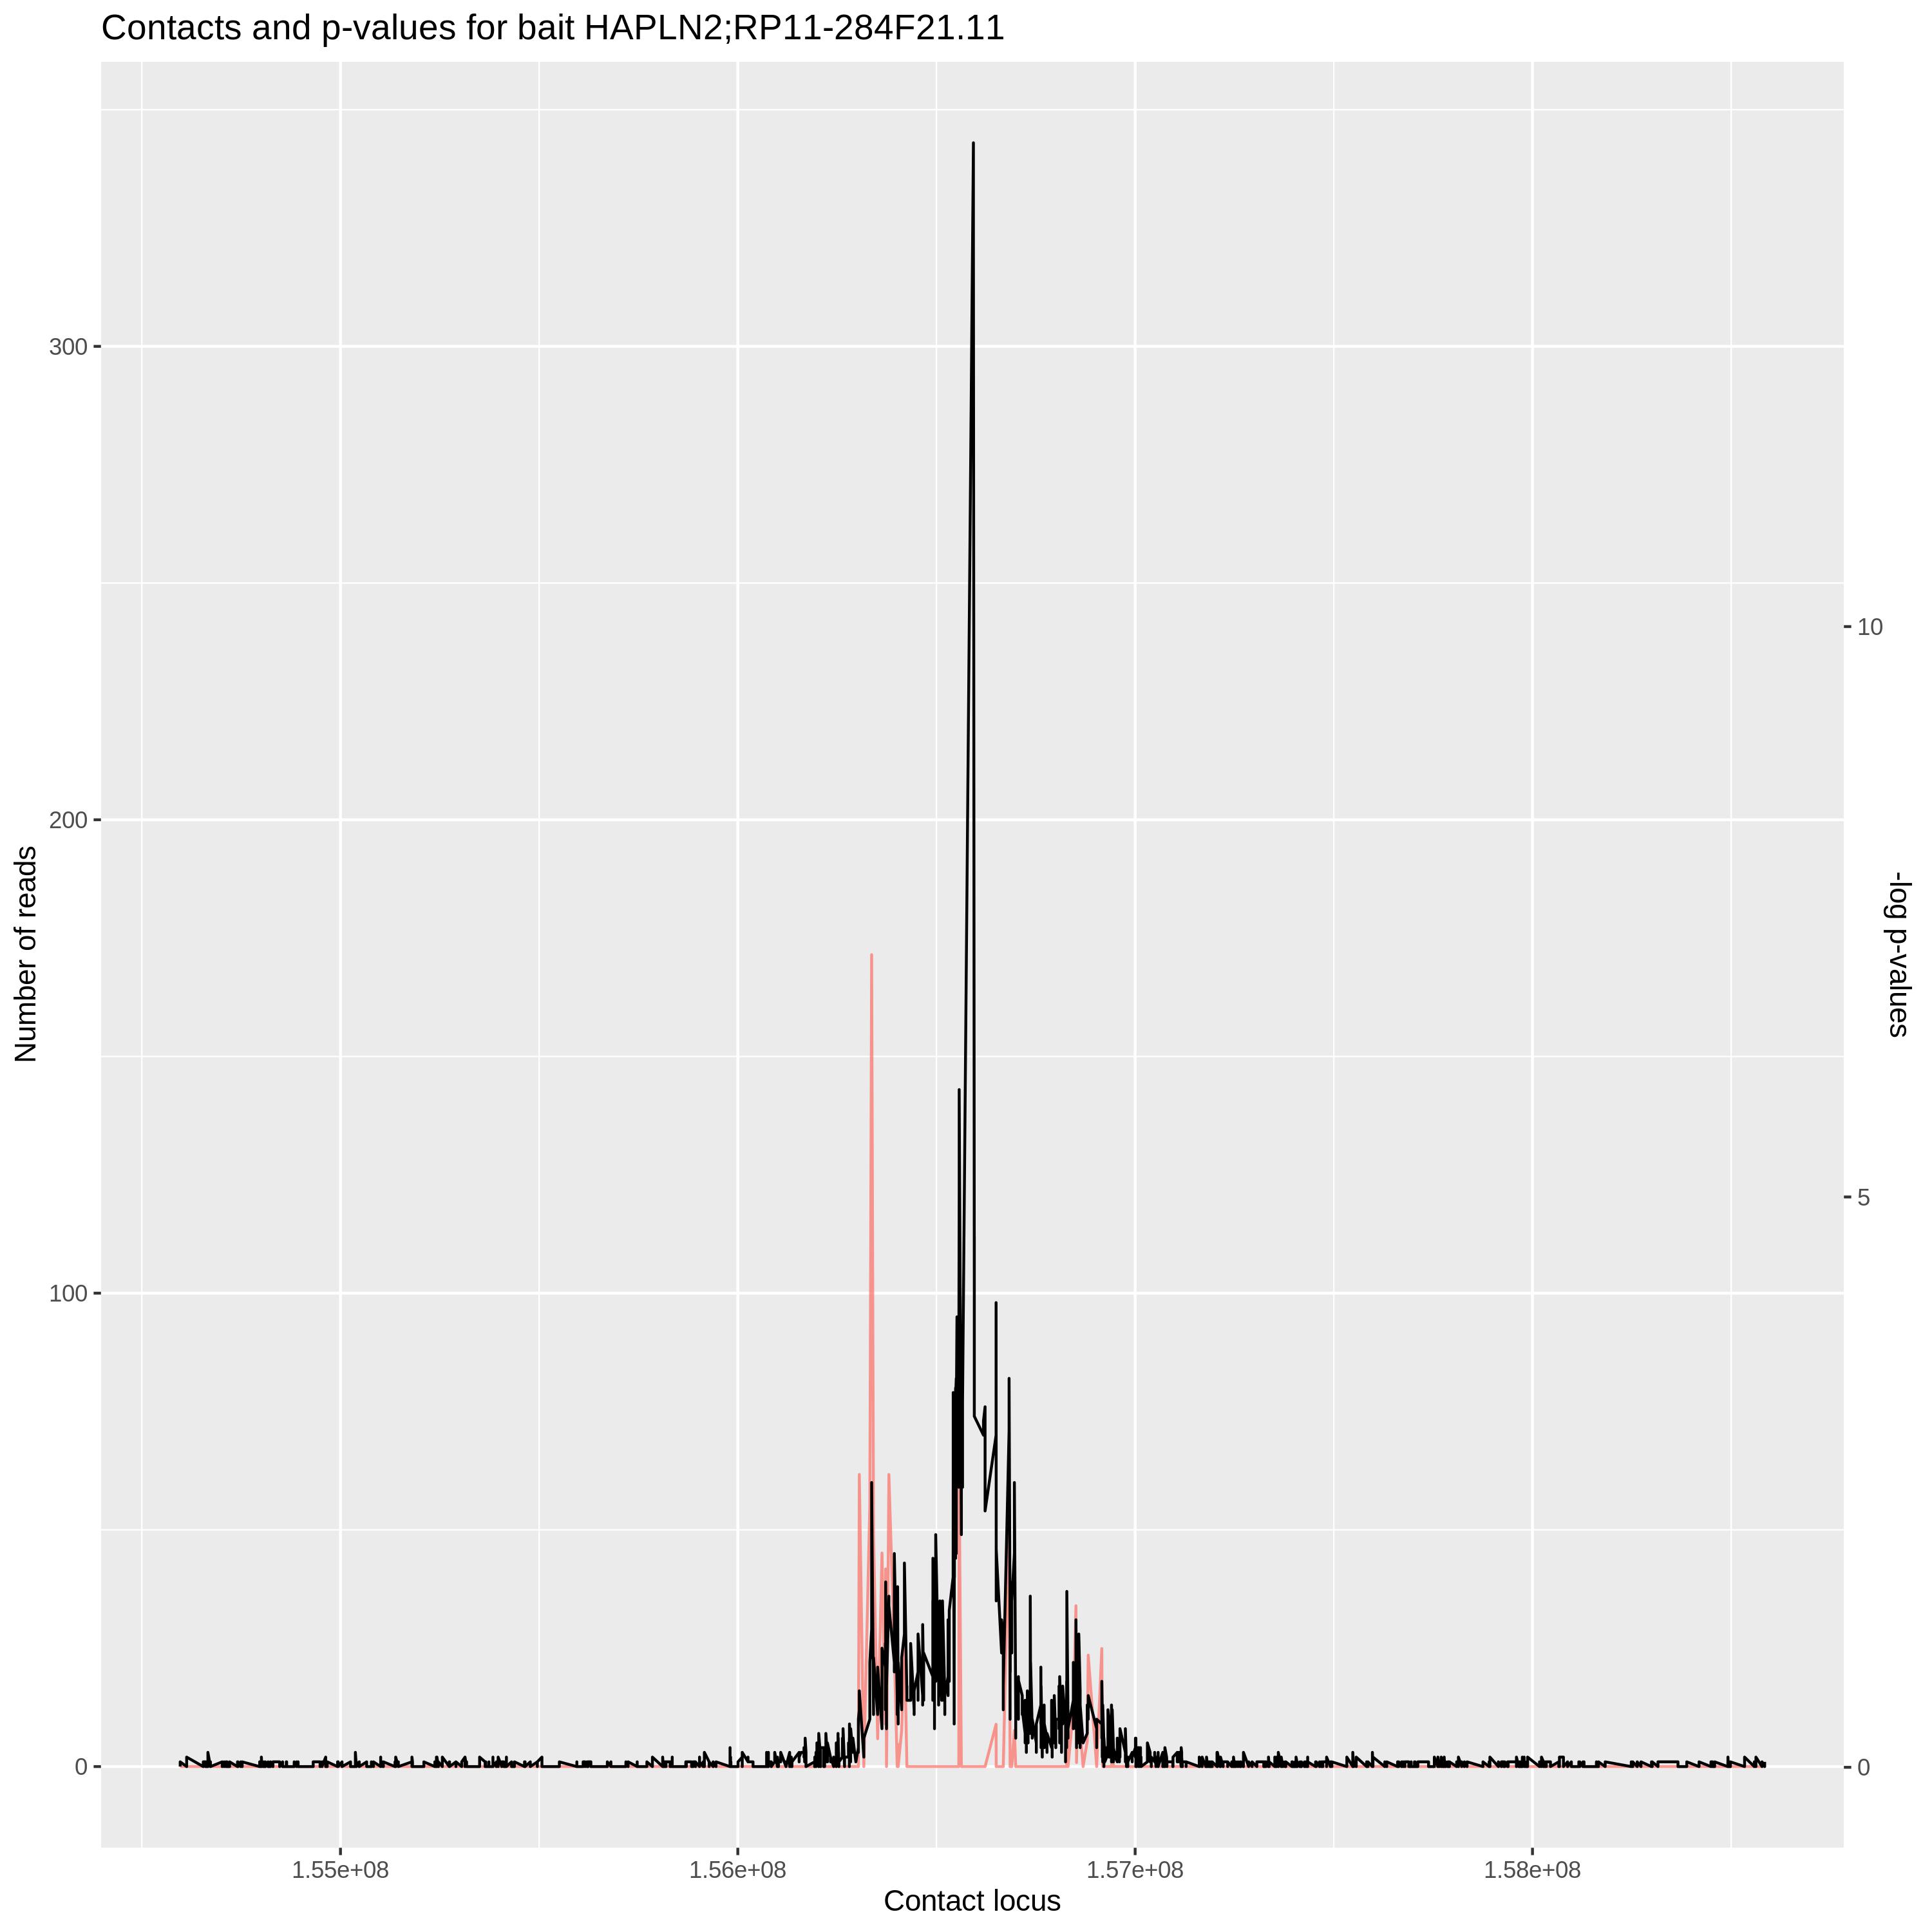 Contacts and p-values for bait HAPLN2;RP11-284F21.11
300
200
100
0
Number of reads
10
5
0
-log p-values
1.55e+08
1.56e+08
1.57e+08
1.58e+08
Contact locus